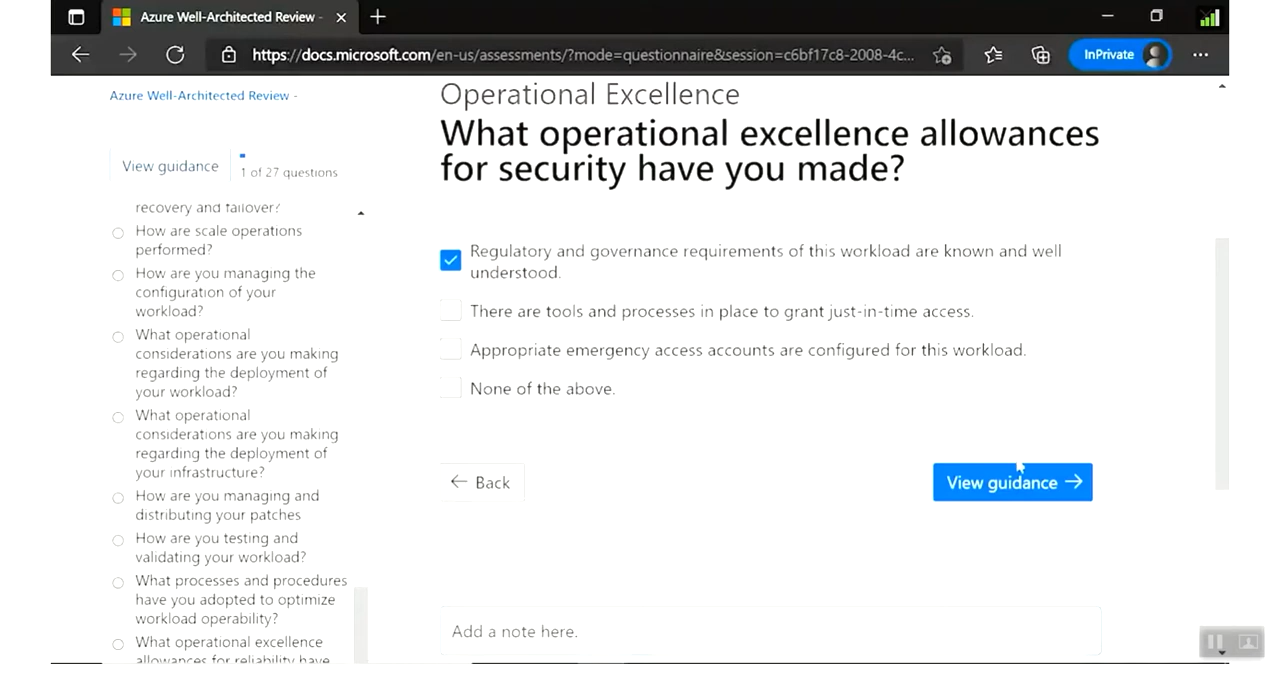 Azure Well-Architected Review -
https://docs.microsoft.com/en-us/assessments/?mode=questionnaire&session=c6bf17c8-2008-4c...
InPrivate
Azure Well-Architected Review -
View guidance
1 of 27 questions
recovery and failover?
How are scale operations
performed?
How are you managing the
configuration of your
workload?
What operational
considerations are you making
regarding the deployment of
your workload?
What operational
considerations are you making
regarding the deployment of
your infrastructure?
How are you managing and
distributing your patches
How are you testing and
validating your workload?
What processes and procedures
have you adopted to optimize
workload operability?
What operational excellence
allowances for reliability have
Operational Excellence
What operational excellence allowances
for security have you made?
Regulatory and governance requirements of this workload are known and well
understood.
There are tools and processes in place to grant just-in-time access.
Appropriate emergency access accounts are configured for this workload.
None of the above.
Back
View guidance
Add a note here.